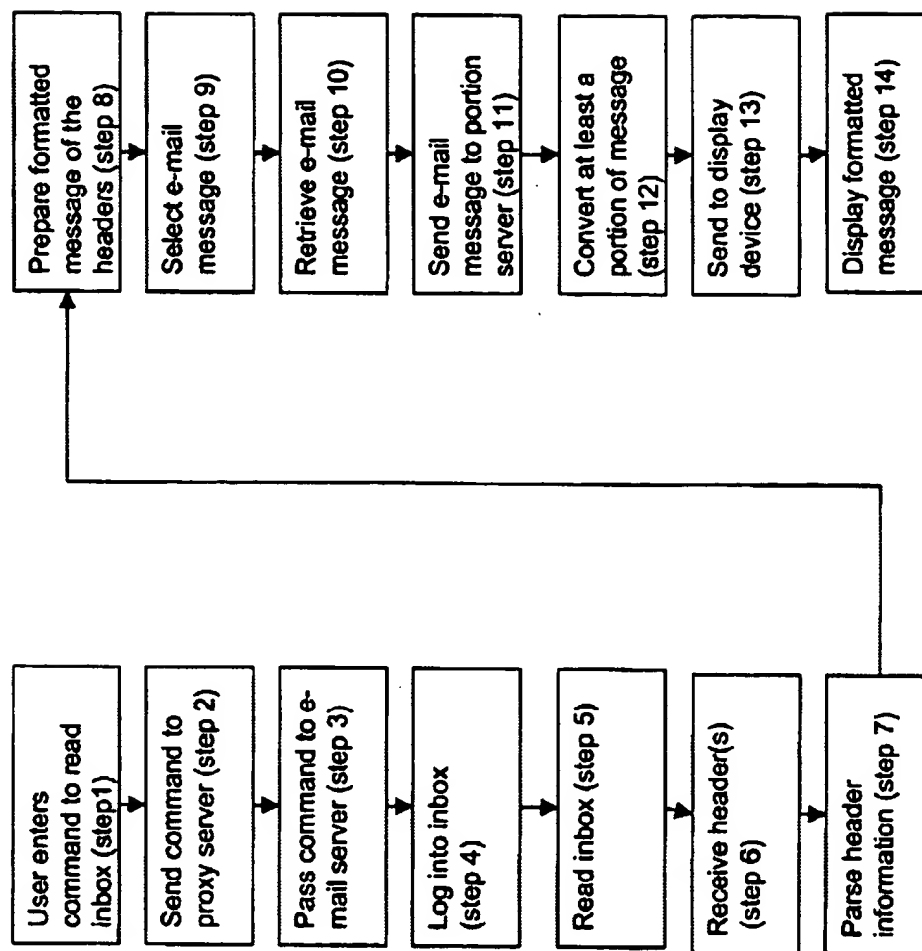 User enters
command to read
inbox (step1)
Send command to
proxy server (step 2)
Pass command to e-
mail server (step 3)
Log into inbox
(step 4)
Read inbox (step 5)
Receive header(s)
(step 6)
Parse header
information (step 7)
Prepare formatted
message of the
headers (step 8)
Select e-mail
message (step 9)
Retrieve e-mail
message (step 10)
Send e-mail
message to portion
server (step 11)
Convert at least a
portion of message
(step 12)
Send to display
device (step 13)
Display formatted
message (step 14)